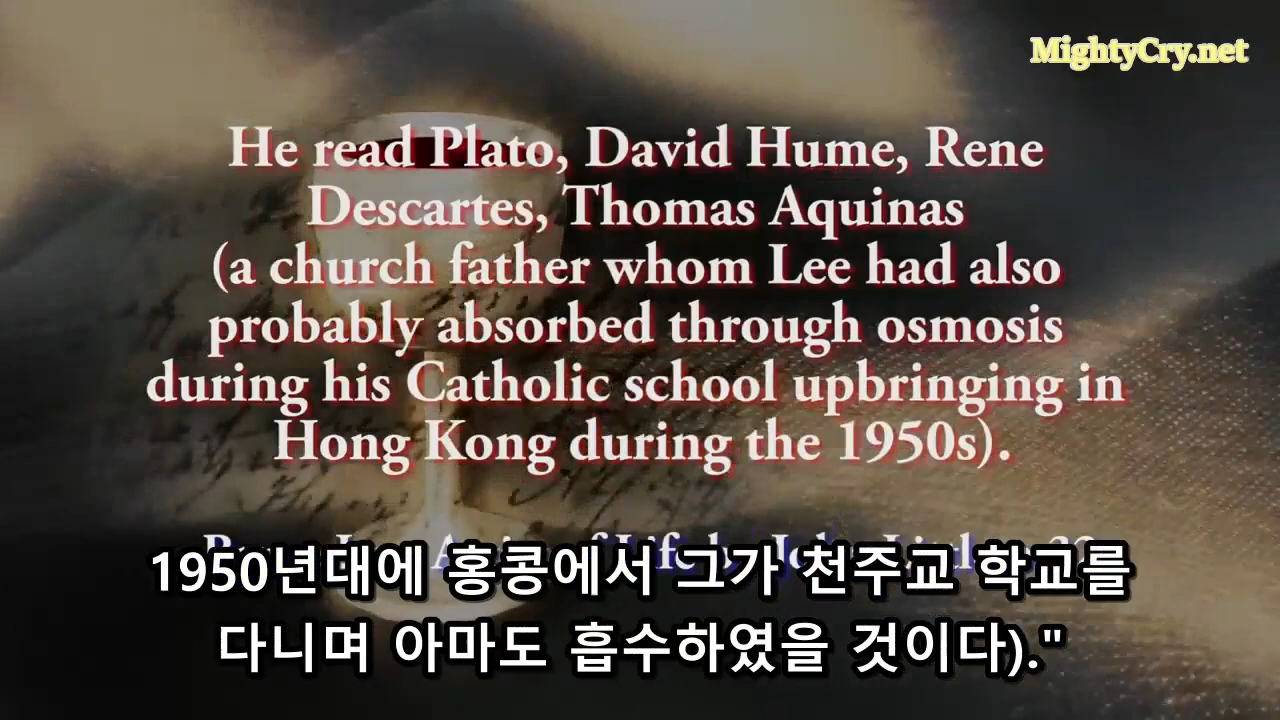 MightyCry.net
He read Plato, David Hume, Rene
Descartes, Thomas Aquinas
(a church father whom Lee had also
probably absorbed through osmosis
during his Catholic school upbringing in
Hong Kong during the 1950s).
1950년대에 홍콩에서 그가 천주교 학교를
다니며 아마도 흡수하였을 것이다)."